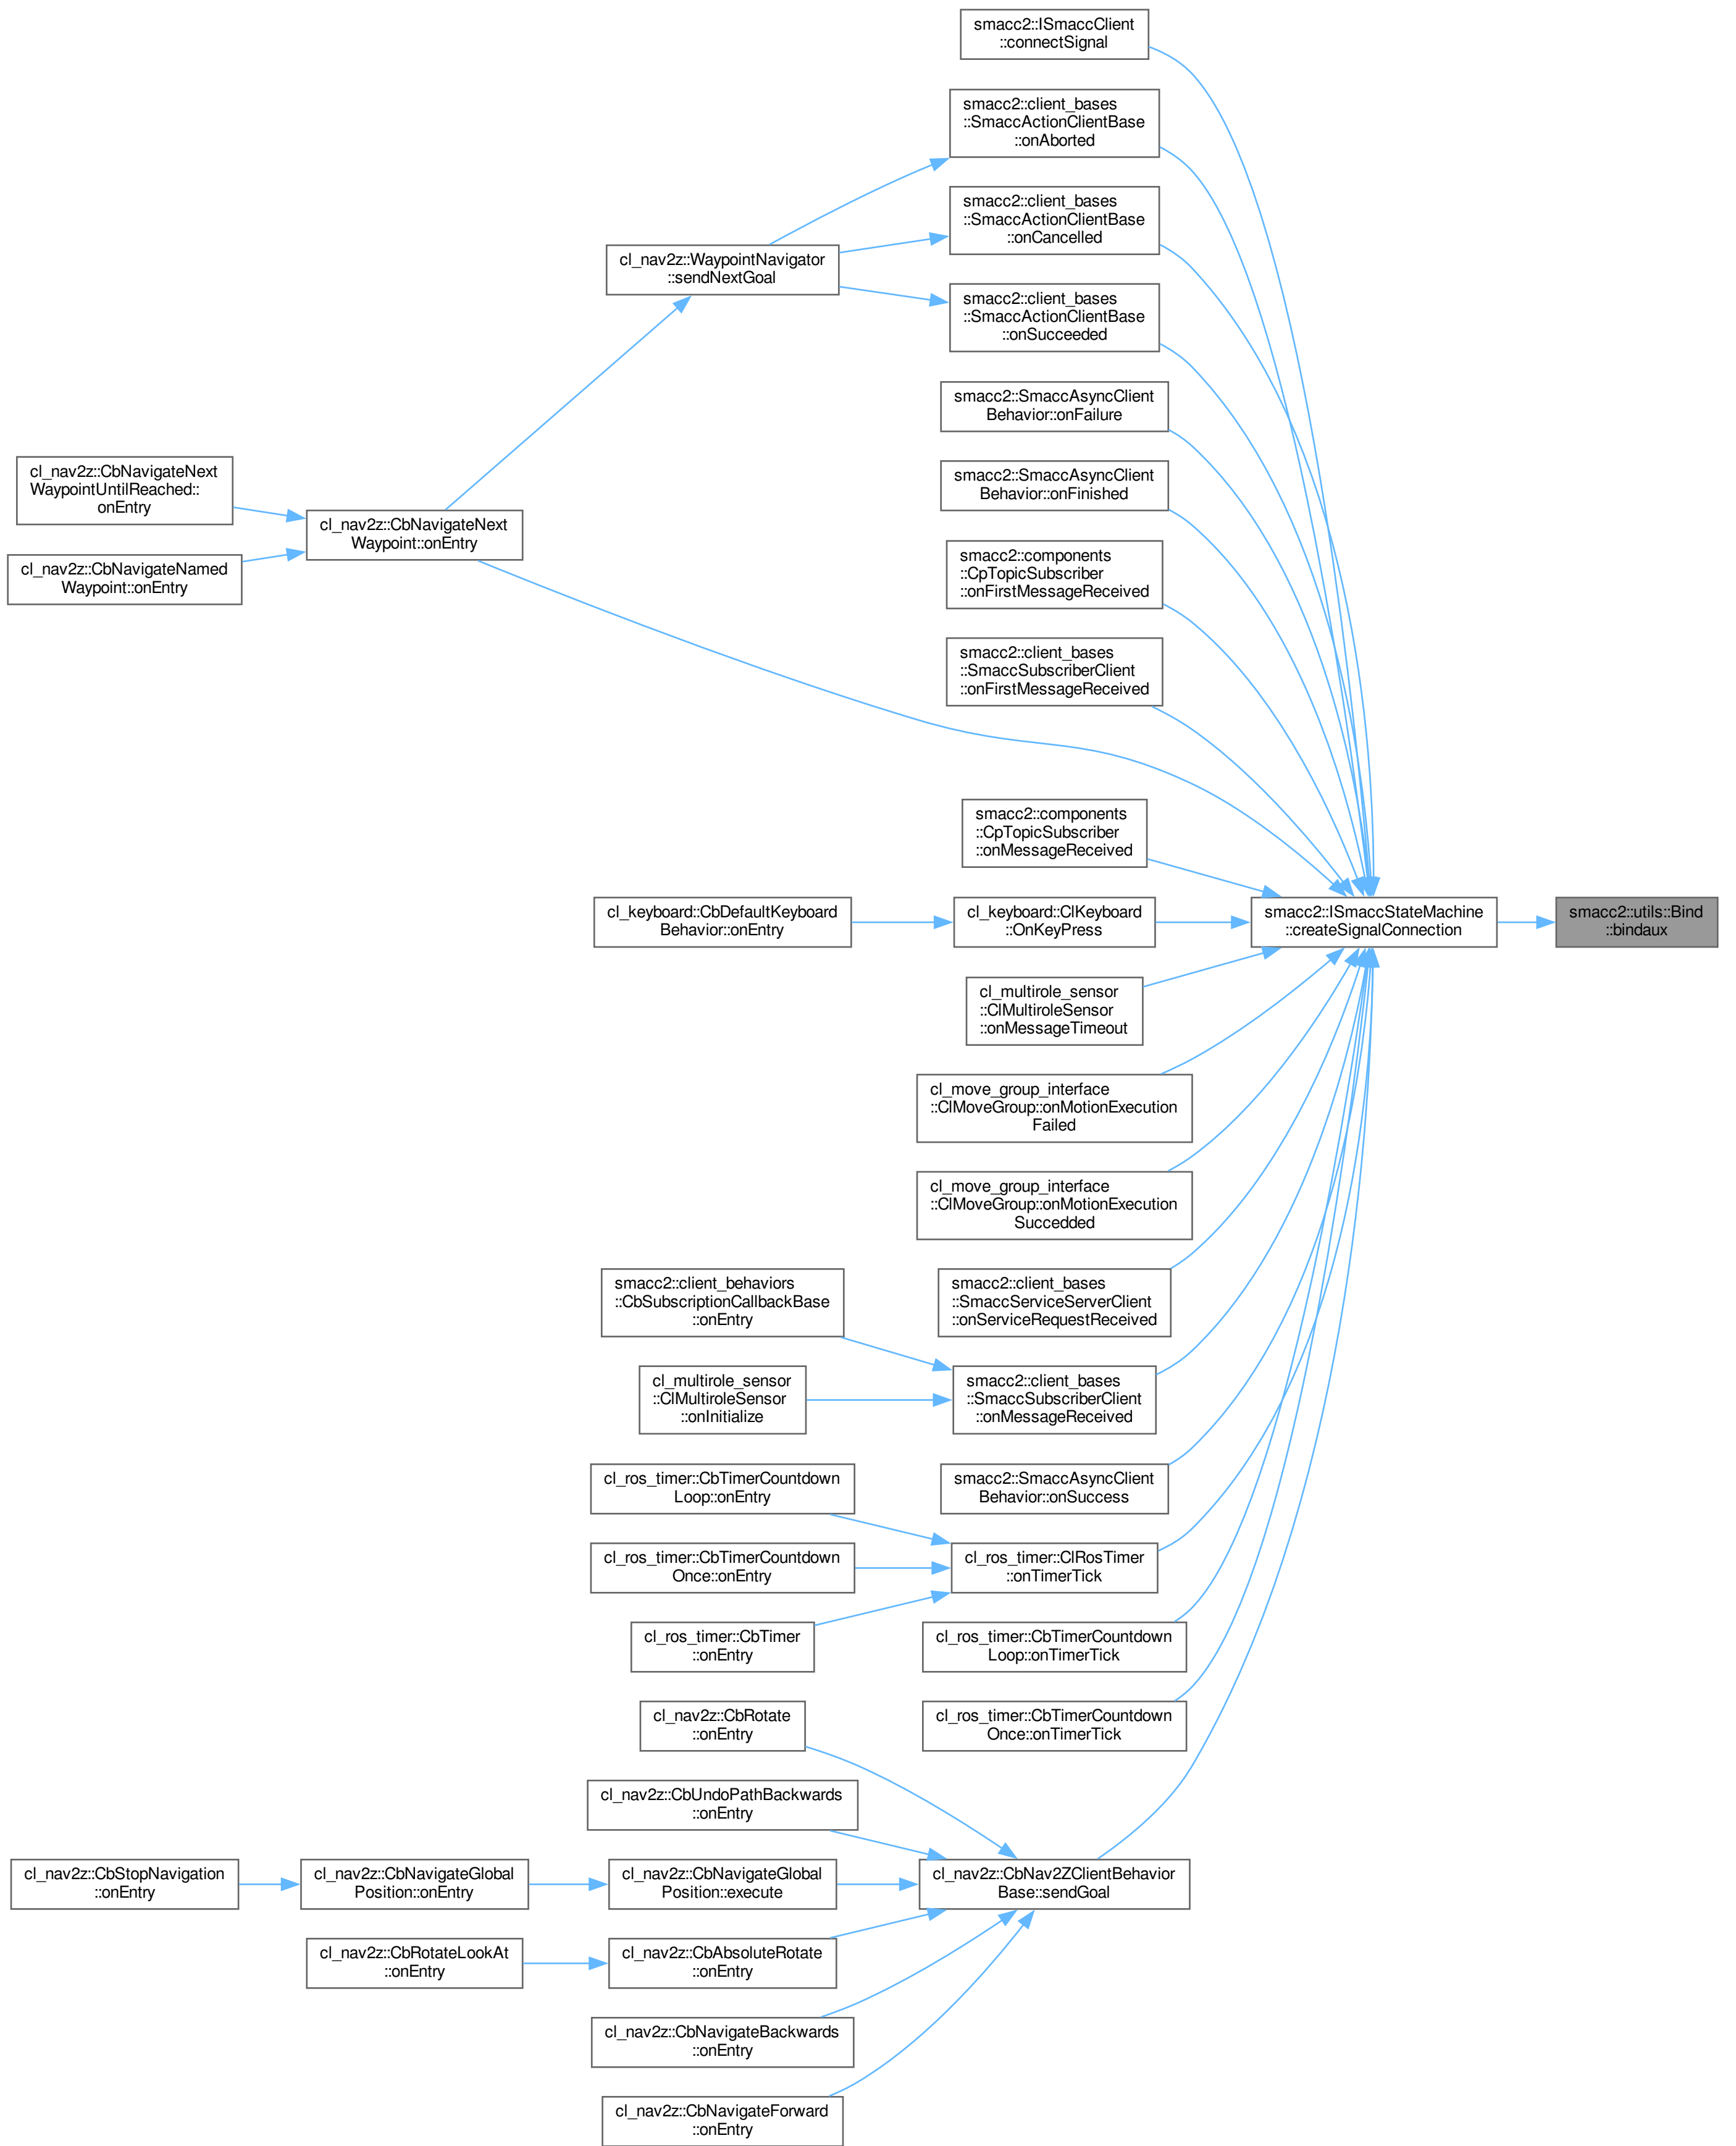 smacc2::ISmaccClient
::connectSignal
smacc2::client_bases
::SmaccActionClientBase
::onAborted
smacc2::client_bases
::SmaccActionClientBase
::onCancelled
cl_nav2z::WaypointNavigator
::sendNextGoal
smacc2::client_bases
::SmaccActionClientBase
::onSucceeded
smacc2::SmaccAsyncClient
Behavior::onFailure
cl_nav2z::CbNavigateNext
WaypointUntilReached::
onEntry
smacc2::SmaccAsyncClient
Behavior::onFinished
cl_nav2z::CbNavigateNext
Waypoint::onEntry
cl_nav2z::CbNavigateNamed
Waypoint::onEntry
smacc2::components
::CpTopicSubscriber
::onFirstMessageReceived
smacc2::client_bases
::SmaccSubscriberClient
::onFirstMessageReceived
smacc2::components
::CpTopicSubscriber
::onMessageReceived
cl_keyboard::CbDefaultKeyboard
Behavior::onEntry
cl_keyboard::ClKeyboard
::OnKeyPress
smacc2::ISmaccStateMachine
::createSignalConnection
smacc2::utils::Bind
::bindaux
cl_multirole_sensor
::ClMultiroleSensor
::onMessageTimeout
cl_move_group_interface
::ClMoveGroup::onMotionExecution
Failed
cl_move_group_interface
::ClMoveGroup::onMotionExecution
Succedded
smacc2::client_behaviors
::CbSubscriptionCallbackBase
::onEntry
smacc2::client_bases
::SmaccServiceServerClient
::onServiceRequestReceived
cl_multirole_sensor
::ClMultiroleSensor
::onInitialize
smacc2::client_bases
::SmaccSubscriberClient
::onMessageReceived
cl_ros_timer::CbTimerCountdown
Loop::onEntry
smacc2::SmaccAsyncClient
Behavior::onSuccess
cl_ros_timer::CbTimerCountdown
Once::onEntry
cl_ros_timer::ClRosTimer
::onTimerTick
cl_ros_timer::CbTimer
::onEntry
cl_ros_timer::CbTimerCountdown
Loop::onTimerTick
cl_nav2z::CbRotate
::onEntry
cl_ros_timer::CbTimerCountdown
Once::onTimerTick
cl_nav2z::CbUndoPathBackwards
::onEntry
cl_nav2z::CbStopNavigation
::onEntry
cl_nav2z::CbNavigateGlobal
Position::onEntry
cl_nav2z::CbNavigateGlobal
Position::execute
cl_nav2z::CbNav2ZClientBehavior
Base::sendGoal
cl_nav2z::CbRotateLookAt
::onEntry
cl_nav2z::CbAbsoluteRotate
::onEntry
cl_nav2z::CbNavigateBackwards
::onEntry
cl_nav2z::CbNavigateForward
::onEntry